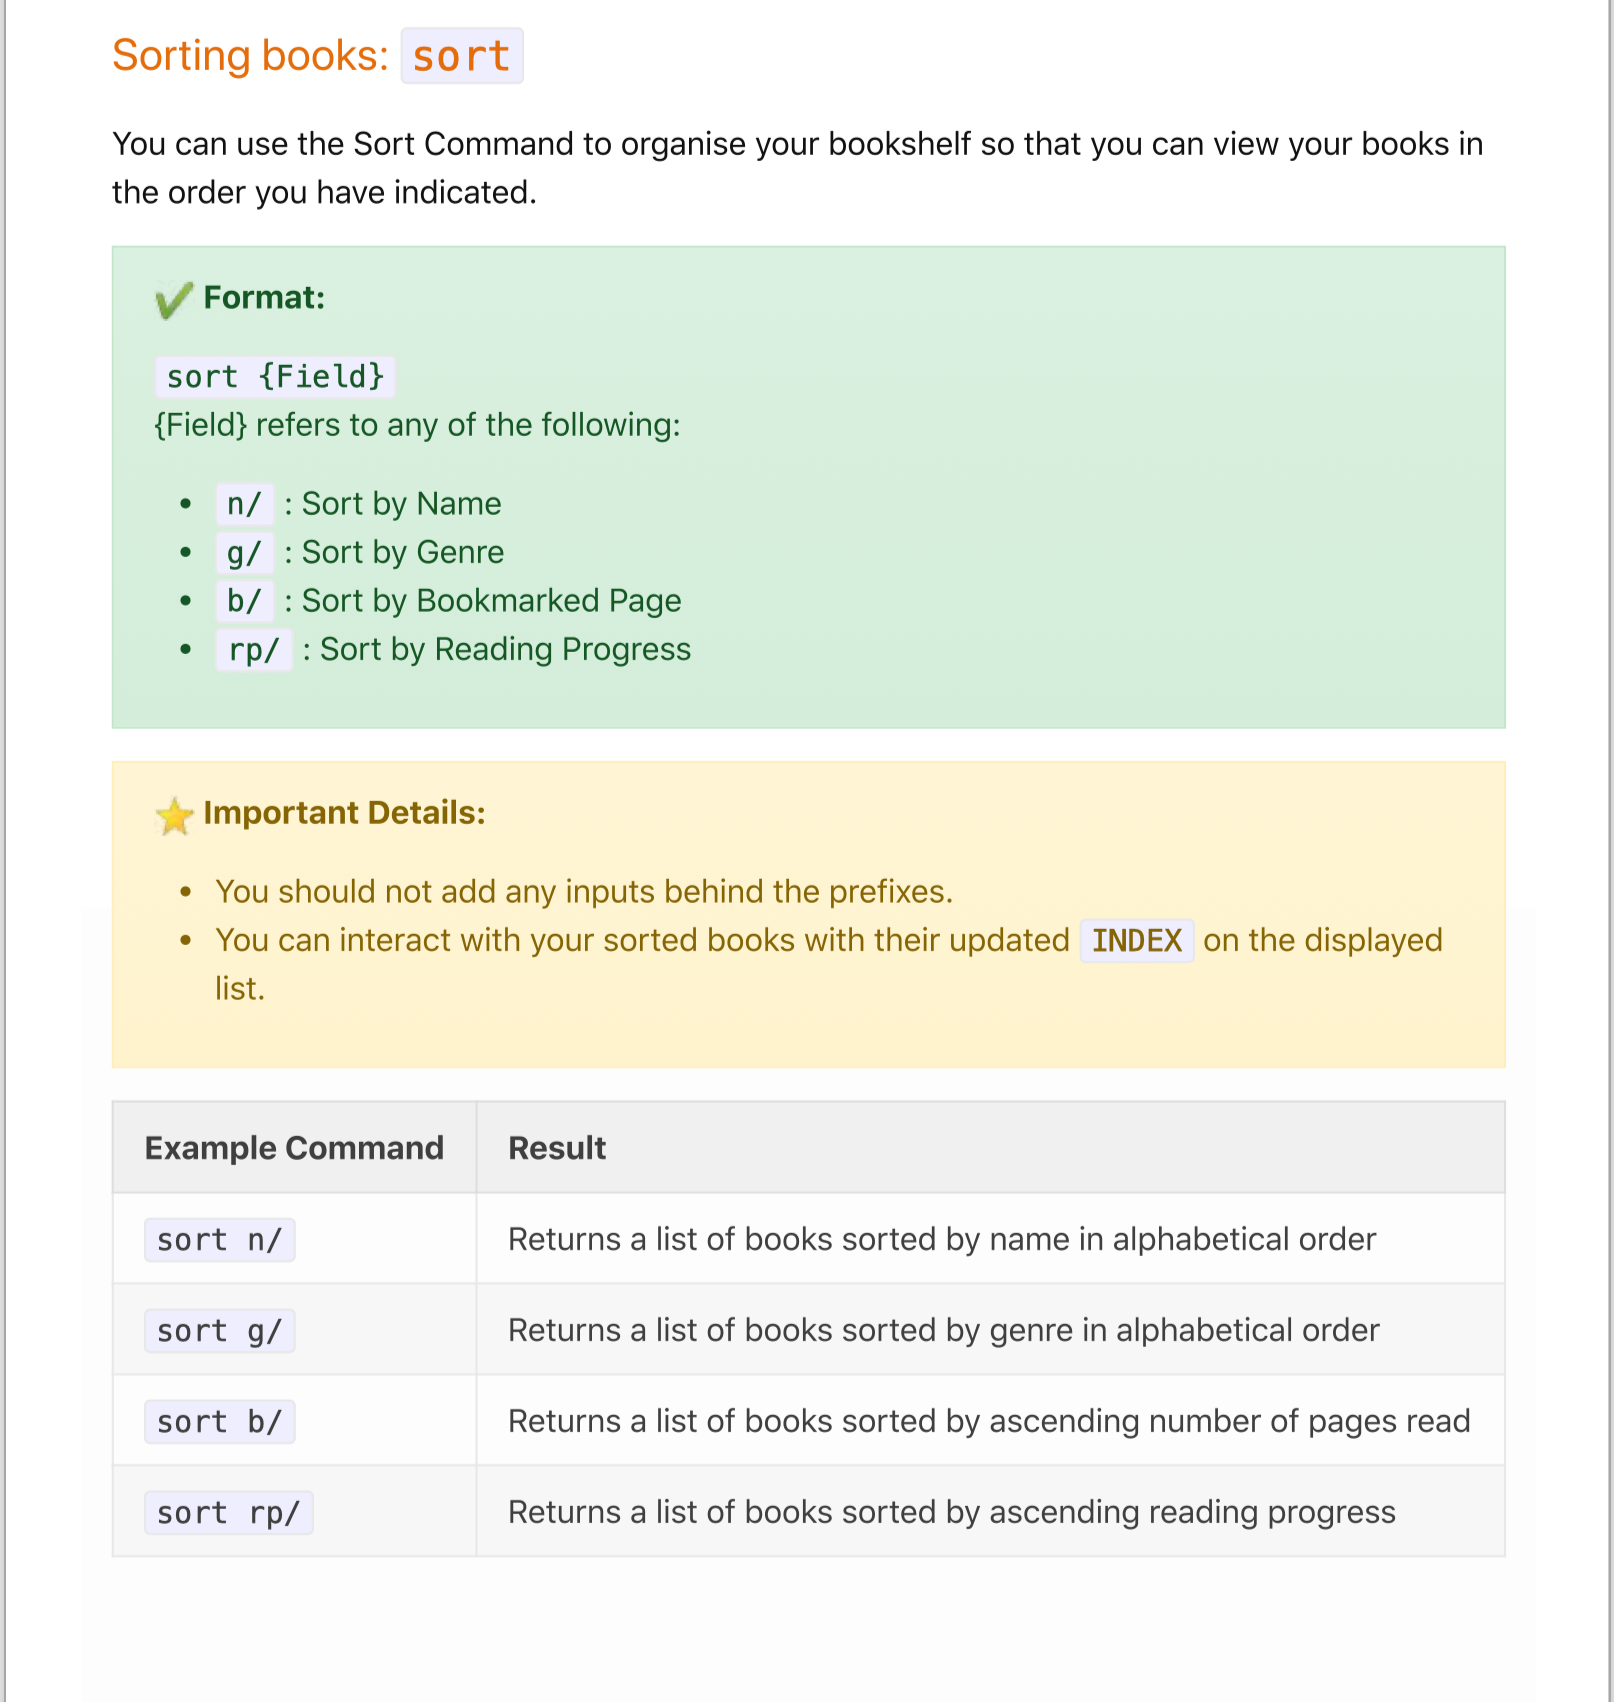 Sorting books: sort
You can use the Sort Command to organise your bookshelf so that you can view your books in
the order you have indicated.
✔️ Format:
sort {Field}
{Field} refers to any of the following:
• n/ : Sort by Name
• g/ : Sort by Genre
• b/ : Sort by Bookmarked Page
• rp/ : Sort by Reading Progress
⭐ Important Details:
• You should not add any inputs behind the prefixes.
• You can interact with your sorted books with their updated INDEX on the displayed
list.
Example Command Result
sort n/ Returns a list of books sorted by name in alphabetical order
sort g/ Returns a list of books sorted by genre in alphabetical order
sort b/ Returns a list of books sorted by ascending number of pages read
sort rp/ Returns a list of books sorted by ascending reading progress